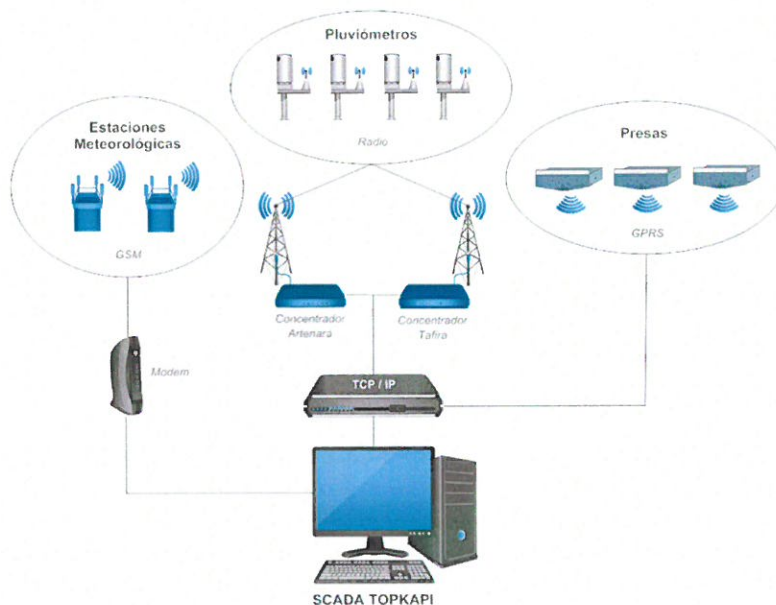 Pluviómetros
Radio
Estaciones
Meteorológicas
GSM
Presas
GPRS
Concentrador
Artenara
Concentrador
Tafira
Modem
TCP / IP
SCADA TOPKAPI